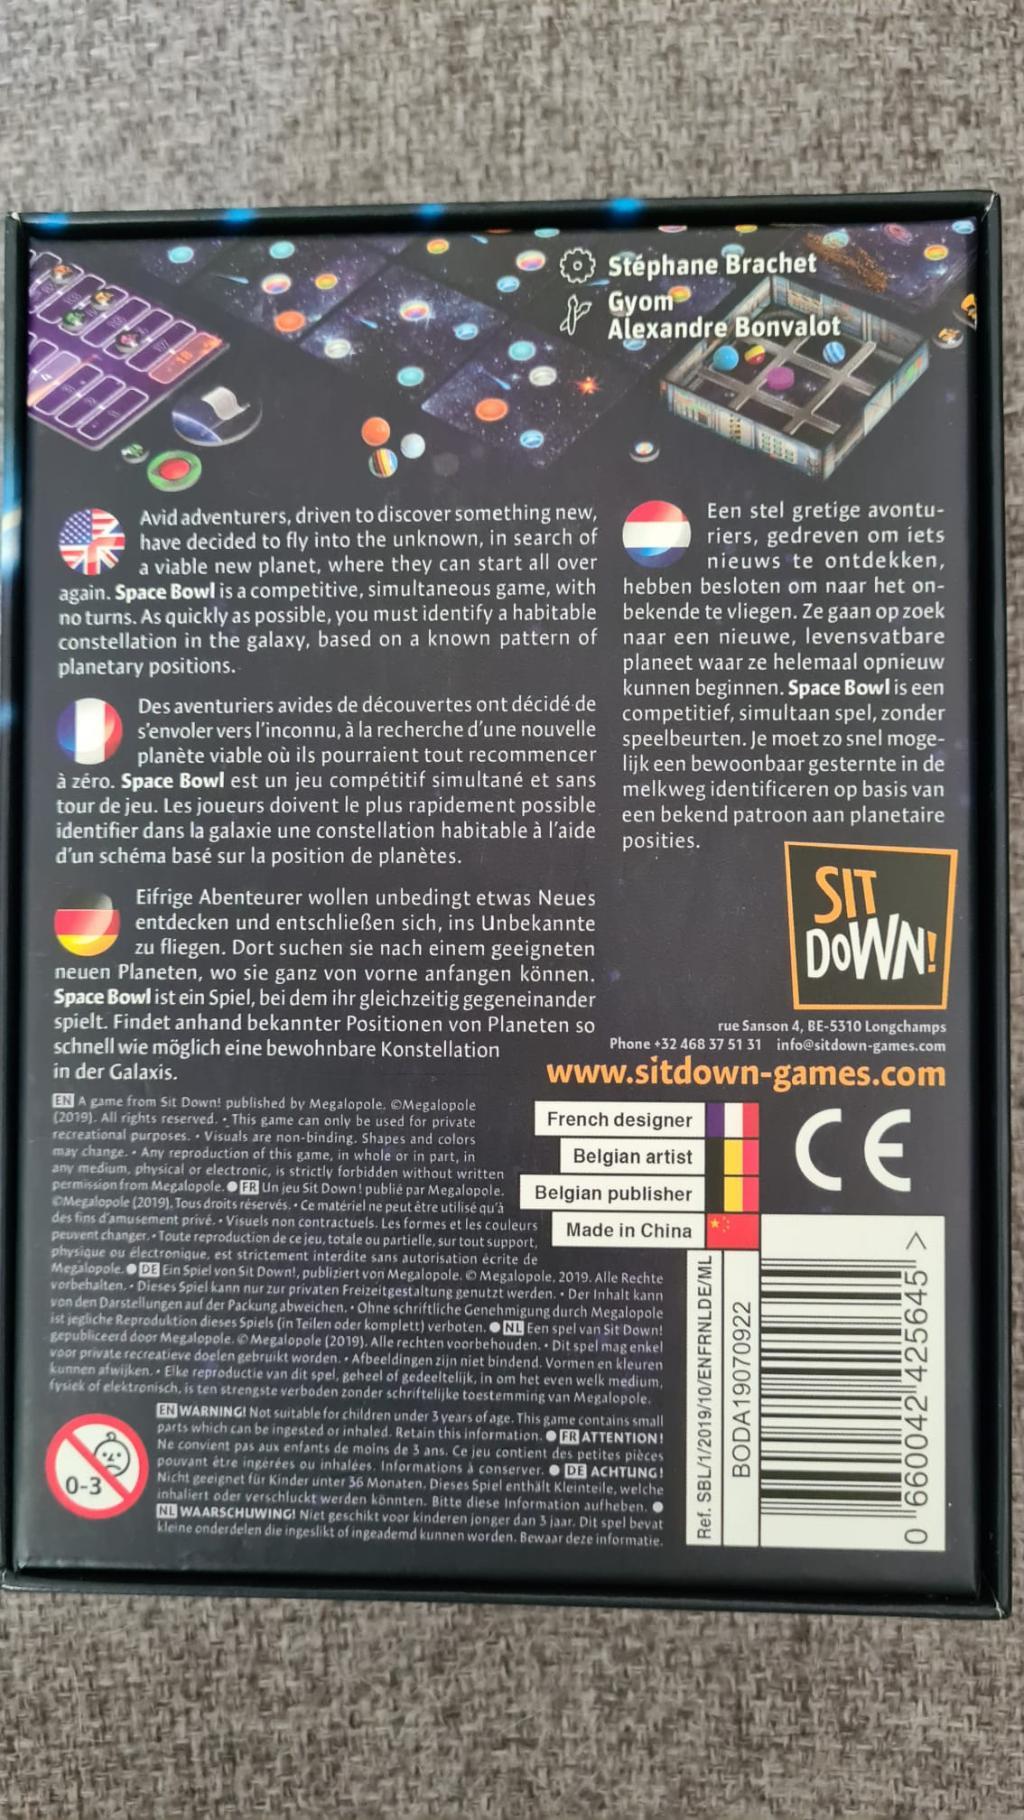 Stéphane Brachet
Gyom
Alexandre Bonvalot
Avid adventurers, driven to discover something new,
have decided to fly into the unknown, in search of
a viable new planet, where they can start all over
again. Space Bowl is a competitive, simultaneous game, with
no turns. As quickly as possible, you must identify a habitable
constellation in the galaxy, based on a known pattern of
planetary positions.
Des aventuriers avides de découvertes ont décidé de
s'envoler vers l'inconnu, à la recherche d'une nouvelle
planète viable où ils pourraient tout recommencer
à zéro. Space Bowl est un jeu compétitif simultané et sans
tour de jeu. Les joueurs doivent le plus rapidement possible
identifier dans la galaxie une constellation habitable à l'aide
d'un schéma basé sur la position de planètes.
Eifrige Abenteurer wollen unbedingt etwas Neues
entdecken und entschließen sich, ins Unbekannte
zu fliegen. Dort suchen sie nach einem geeigneten
neuen Planeten, wo sie ganz von vorne anfangen können.
Space Bowl ist ein Spiel, bei dem ihr gleichzeitig gegeneinander
spielt. Findet anhand bekannter Positionen von Planeten so
schnell wie möglich eine bewohnbare Konstellation
in der Galaxis.
Een stel gretige avontu-
riers, gedreven om iets
nieuws te ontdekken,
hebben besloten om naar het on-
bekende te vliegen. Ze gaan op zoek
naar een nieuwe, levensvatbare
planeet waar ze helemaal opnieuw
kunnen beginnen. Space Bowl is een
competitief, simultaan spel, zonder
speelbeurten. Je moet zo snel moge-
lijk een bewoonbaar gesternte in de
melkweg identificeren op basis van
een bekend patroon aan planetaire
posities.
SIT
DOWN!
rue Sanson 4, BE-5310 Longchamps
Phone +32 468 37 51 31 info@sitdown-games.com
www.sitdown-games.com
EN A game from Sit Down! published by Megalopole. ©Megalopole
(2019). All rights reserved. • This game can only be used for private
recreational purposes. • Visuals are non-binding. Shapes and colors
may change. • Any reproduction of this game, in whole or in part, in
any medium, physical or electronic, is strictly forbidden without written
permission from Megalopole. ● FR Un jeu Sit Down! publié par Megalopole.
©Megalopole (2019). Tous droits réservés. • Ce matériel ne peut être utilisé qu'à
des fins d'amusement privé. • Visuels non contractuels. Les formes et les couleurs
peuvent changer. • Toute reproduction de ce jeu, totale ou partielle, sur tout support,
physique ou électronique, est strictement interdite sans autorisation écrite de
Megalopole. ● DE Ein Spiel von Sit Down!, publiziert von Megalopole. © Megalopole, 2019. Alle Rechte
vorbehalten. • Dieses Spiel kann nur zur privaten Freizeitgestaltung genutzt werden. • Der Inhalt kann
von den Darstellungen auf der Packung abweichen. • Ohne schriftliche Genehmigung durch Megalopole
ist jegliche Reproduktion dieses Spiels (in Teilen oder komplett) verboten. ● NL Een spel van Sit Down!
gepubliceerd door Megalopole. © Megalopole (2019). Alle rechten voorbehouden. • Dit spel mag enkel
voor private recreatieve doelen gebruikt worden. • Afbeeldingen zijn niet bindend. Vormen en kleuren
kunnen afwijken. • Elke reproductie van dit spel, geheel of gedeeltelijk, in om het even welk medium,
fysiek of elektronisch, is ten strengste verboden zonder schriftelijke toestemming van Megalopole.
French designer
Belgian artist
Belgian publisher
Made in China
CE
0-3
EN WARNING! Not suitable for children under 3 years of age. This game contains small
parts which can be ingested or inhaled. Retain this information. ● FR ATTENTION!
Ne convient pas aux enfants de moins de 3 ans. Ce jeu contient des petites pièces
pouvant être ingérées ou inhalées. Informations à conserver. ● DE ACHTUNG!
Nicht geeignet für Kinder unter 36 Monaten. Dieses Spiel enthält Kleinteile, welche
inhaliert oder verschluckt werden könnten. Bitte diese Information aufheben. ●
NL WAARSCHUWING! Niet geschikt voor kinderen jonger dan 3 jaar. Dit spel bevat
kleine onderdelen die ingeslikt of ingeademd kunnen worden. Bewaar deze informatie.
Ref. SBL/1/2019/10/ENFRNLDE/ML
BODA190709​22
0 660042 425645 >